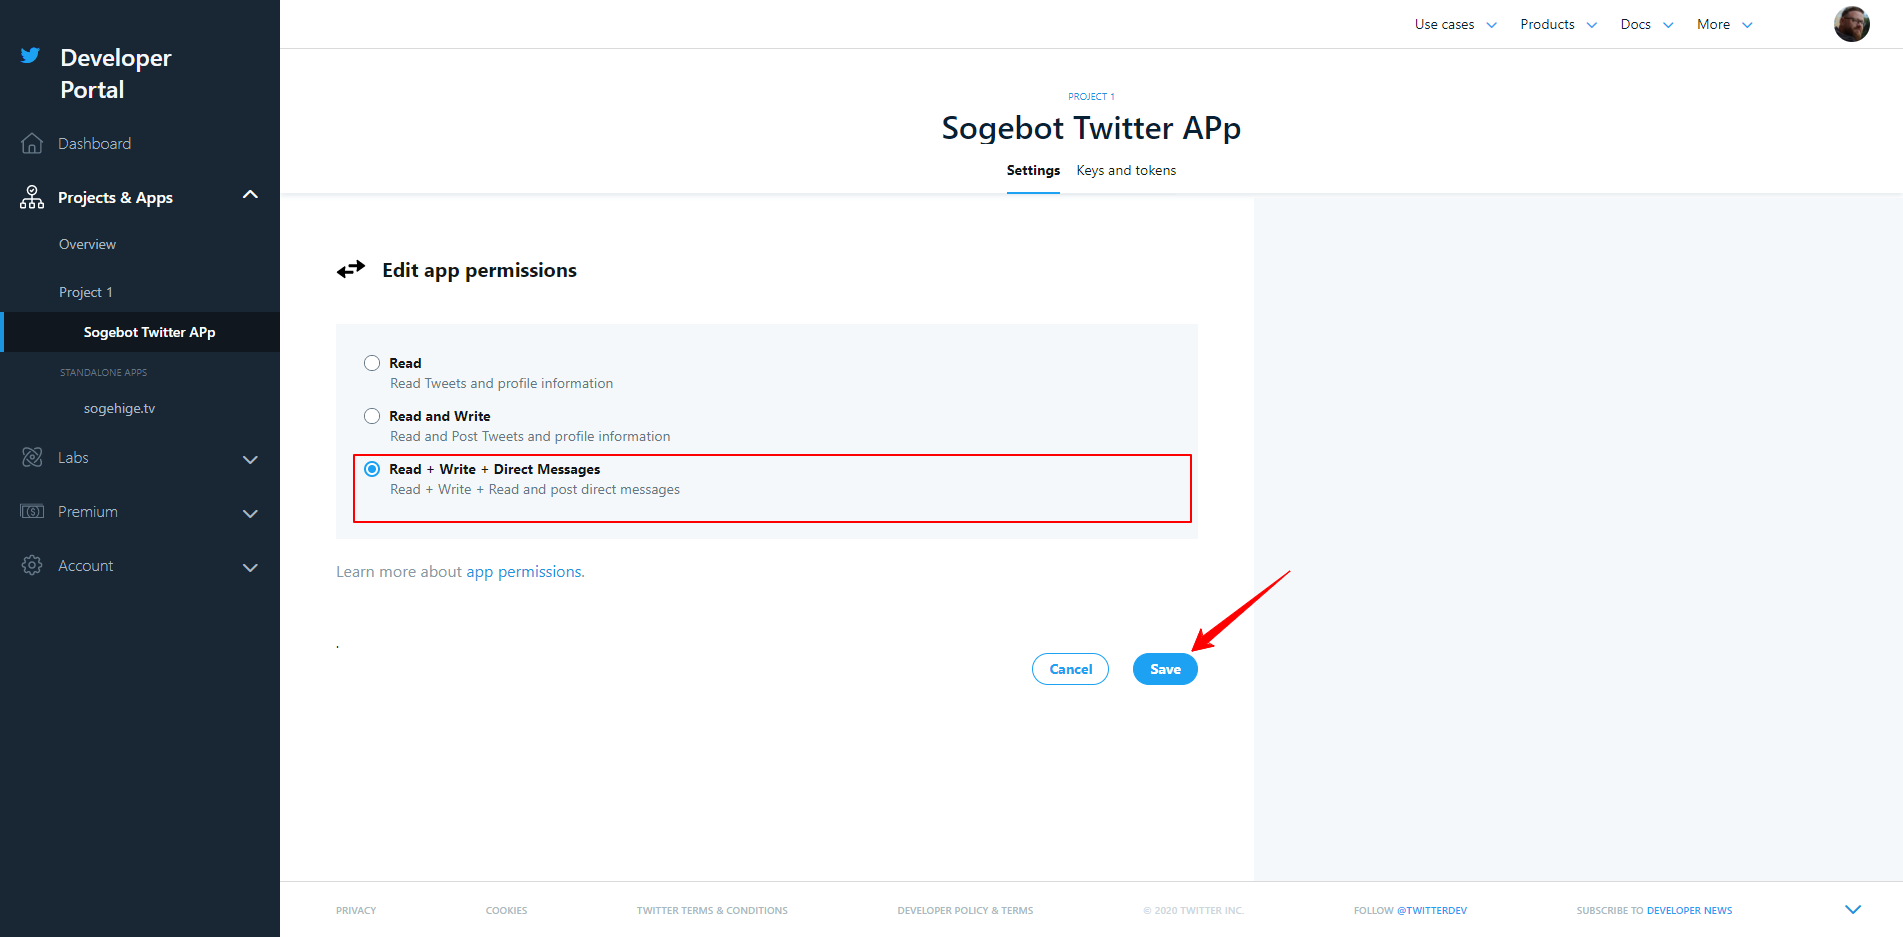 Developer
Portal
Dashboard
Projects & Apps
Overview
Project 1
Sogebot Twitter APp
STANDALONE APPS
sogehige.tv
Labs
Premium
Account
Use cases
Products
Docs
More
PROJECT 1
Sogebot Twitter APp
Settings
Keys and tokens
Edit app permissions
Read
Read Tweets and profile information
Read and Write
Read and Post Tweets and profile information
Read + Write + Direct Messages
Read + Write + Read and post direct messages
Learn more about app permissions.
.
Cancel
Save
PRIVACY
COOKIES
TWITTER TERMS & CONDITIONS
DEVELOPER POLICY & TERMS
© 2020 TWITTER INC.
FOLLOW @TWITTERDEV
SUBSCRIBE TO DEVELOPER NEWS